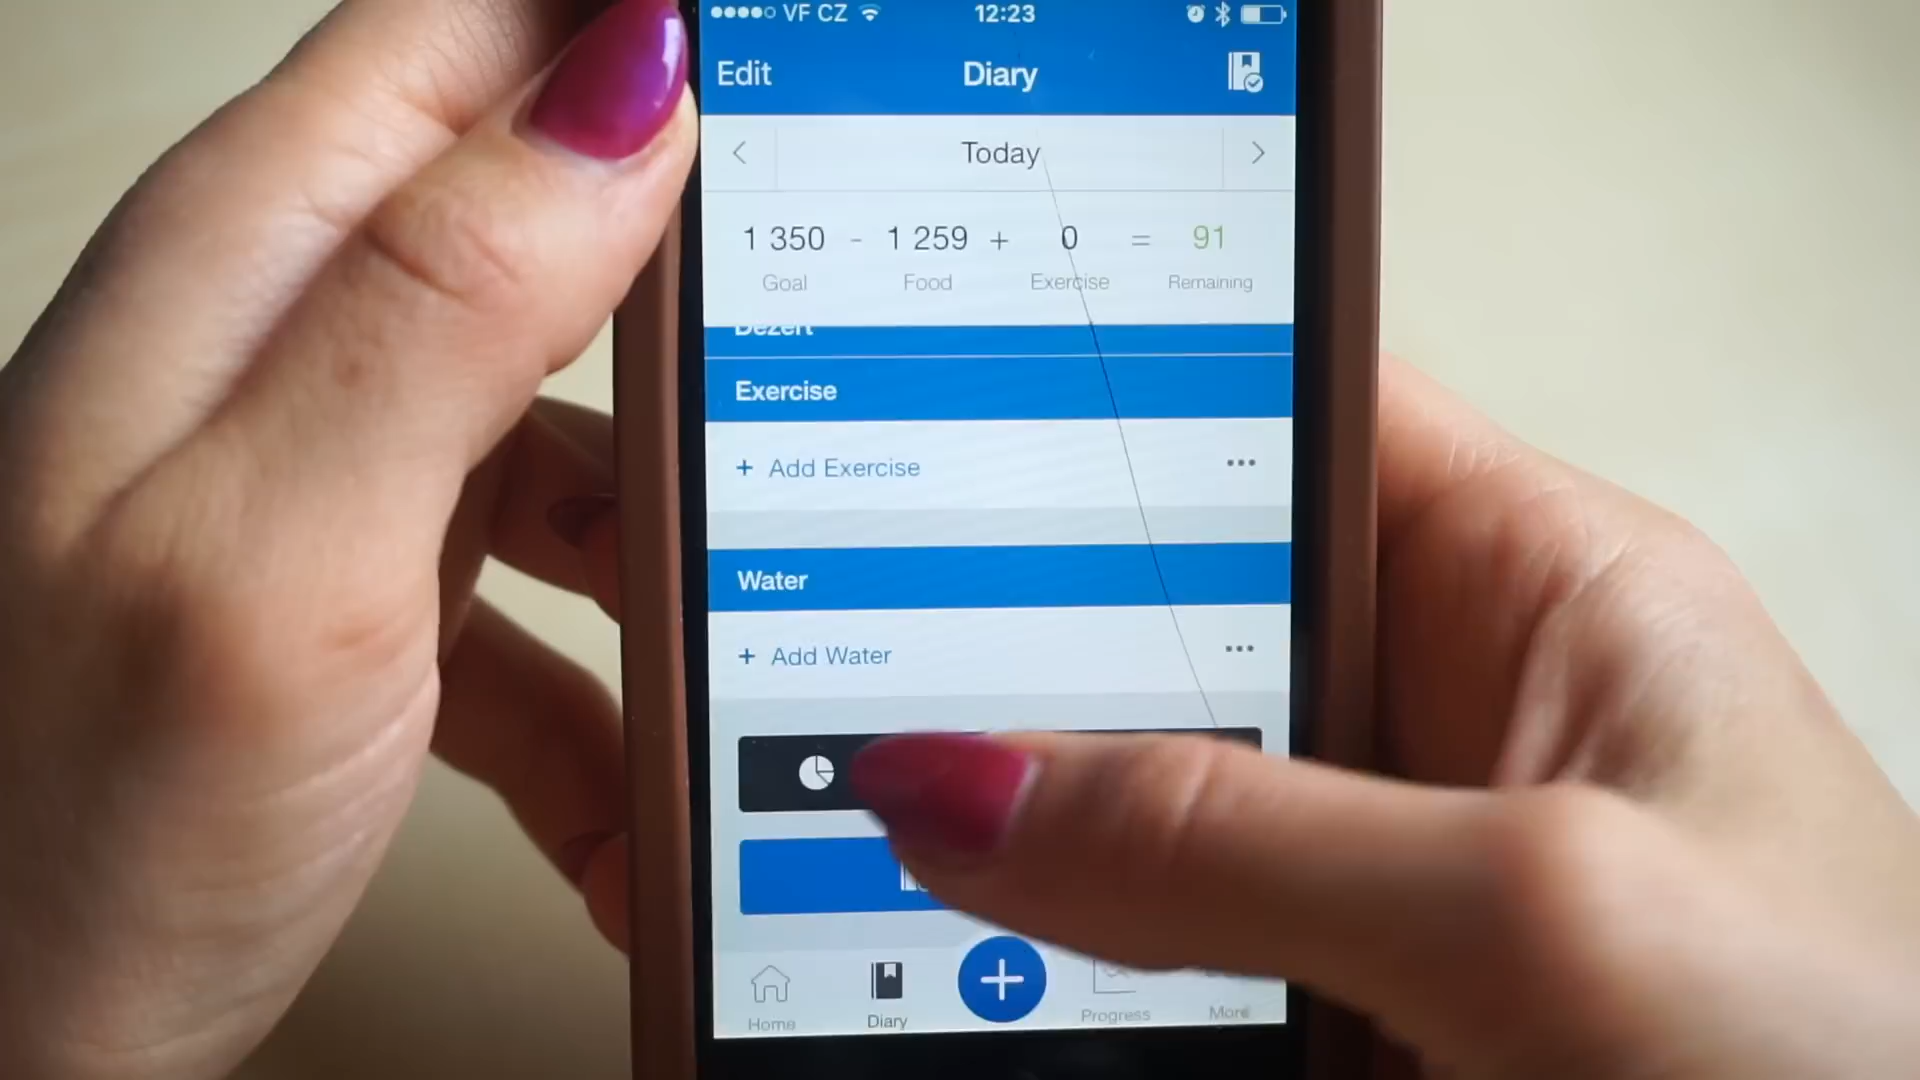 VF CZ 12:23
Edit Diary
Today
1 350 - 1 259 + 0 = 91
Goal Food Exercise Remaining
Dezert
Exercise
+ Add Exercise
Water
+ Add Water
Home Diary Progress More